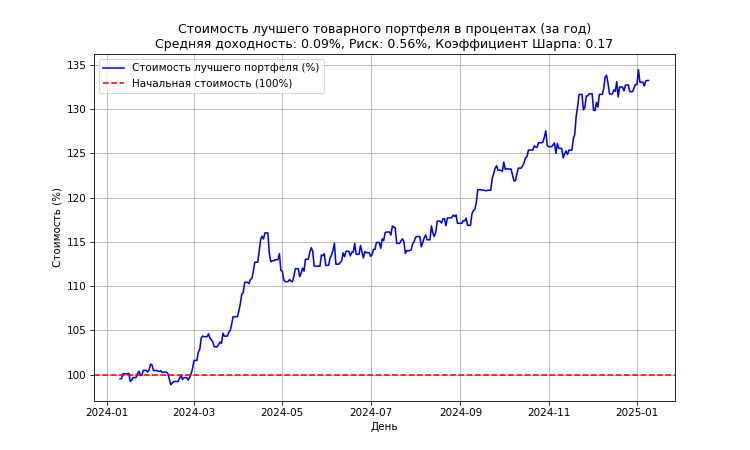 Стоимость лучшего товарного портфеля в процентах (за год)
Средняя доходность: 0.09%, Риск: 0.56%, Коэффициент Шарпа: 0.17
Стоимость лучшего портфеля (%)
Начальная стоимость (100%)
Стоимость (%)
135
130
125
120
115
110
105
100
2024-01
2024-03
2024-05
2024-07
2024-09
2024-11
2025-01
День